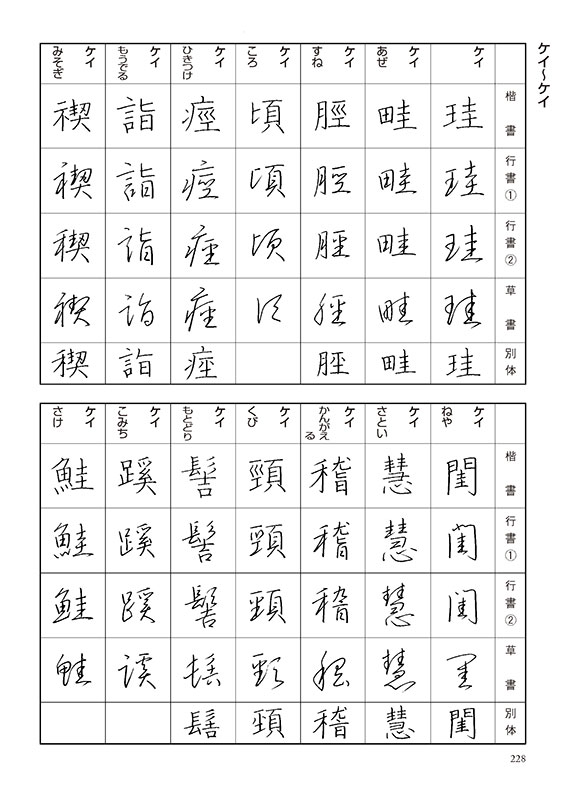 ケイ〜ケイ
楷書 行書① 行書② 草書 別体
ケイ
珪 珪 珪 珪 珪
ケイ あぜ
畦 畦 畦 畦 畦
ケイ すね
脛 脛 脛 脛 脛
ケイ ころ
頃 頃 頃 頃
ケイ ひきつけ
痙 痙 痙 痙 痙
ケイ もうでる
詣 詣 詣 詣 詣
ケイ みそぎ
禊 禊 禊 禊 禊
楷書 行書① 行書② 草書 別体
ケイ ねや
閨 閨 閨 閨 閨
ケイ さとい
慧 慧 慧 慧 慧
ケイ かんがえる
稽 稽 稽 稽 稽
ケイ くび
頸 頸 頸 頸 頸
ケイ もとどり
髻 髻 髻 髻 髻
ケイ こみち
蹊 蹊 蹊 蹊
ケイ さけ
鮭 鮭 鮭 鮭
228